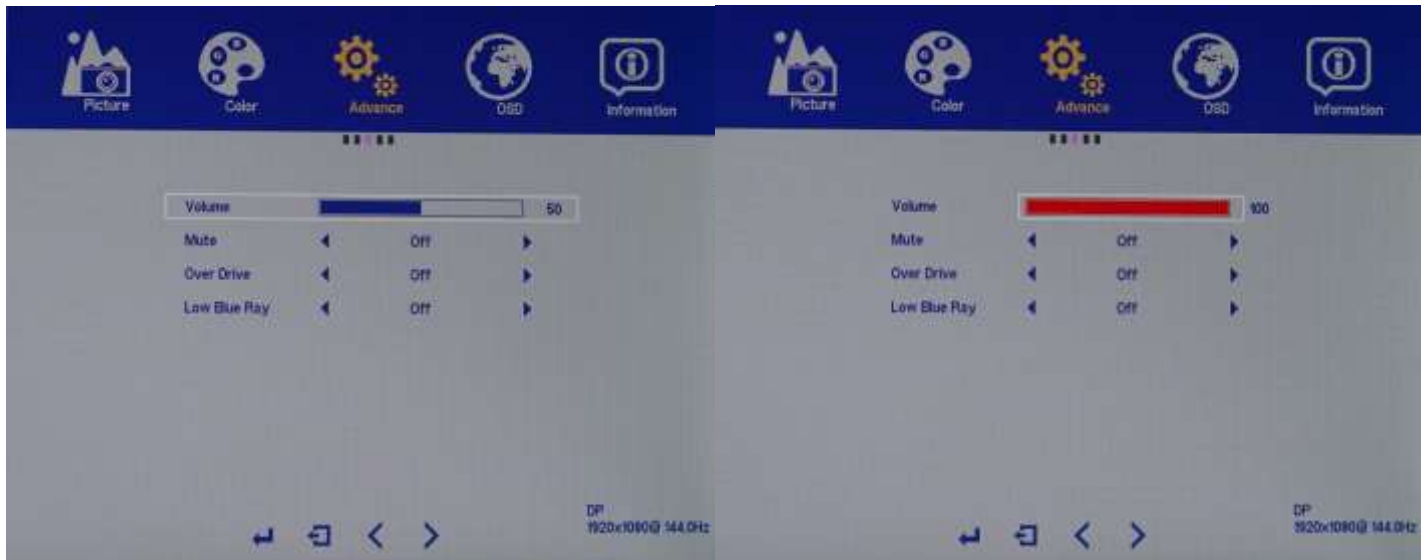 Picture
Color
Advance
OSD
Information
Volume 50
Mute Off
Over Drive Off
Low Blue Ray Off
DP
1920x1080@ 144.0Hz
Picture
Color
Advance
OSD
Information
Volume 100
Mute Off
Over Drive Off
Low Blue Ray Off
DP
1920x1080@ 144.0Hz